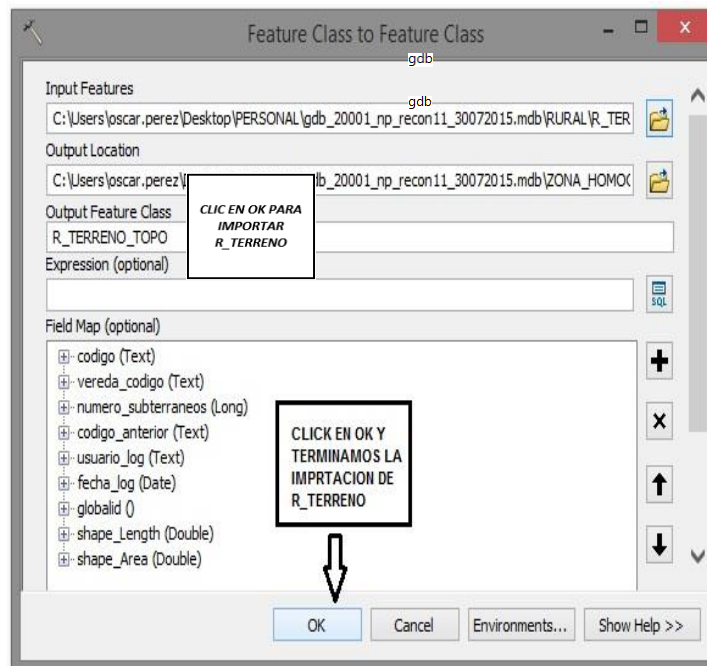 Feature Class to Feature Class
gdb
Input Features
gdb
C:\Users\oscar.perez\Desktop\PERSONAL\gdb_20001_np_recon11_30072015.mdb\RURAL\R_TER
Output Location
C:\Users\oscar.perez\ db_20001_np_recon11_30072015.mdb\ZONA_HOMO
CLIC EN OK PARA
IMPORTAR
R_TERRENO
Output Feature Class
R_TERRENO_TOPO
Expression (optional)
SQL
Field Map (optional)
codigo (Text)
vereda_codigo (Text)
numero_subterraneos (Long)
codigo_anterior (Text)
usuario_log (Text)
fecha_log (Date)
globalid ()
shape_Length (Double)
shape_Area (Double)
CLICK EN OK Y
TERMINAMOS LA
IMPRTACION DE
R_TERRENO
OK
Cancel
Environments...
Show Help >>